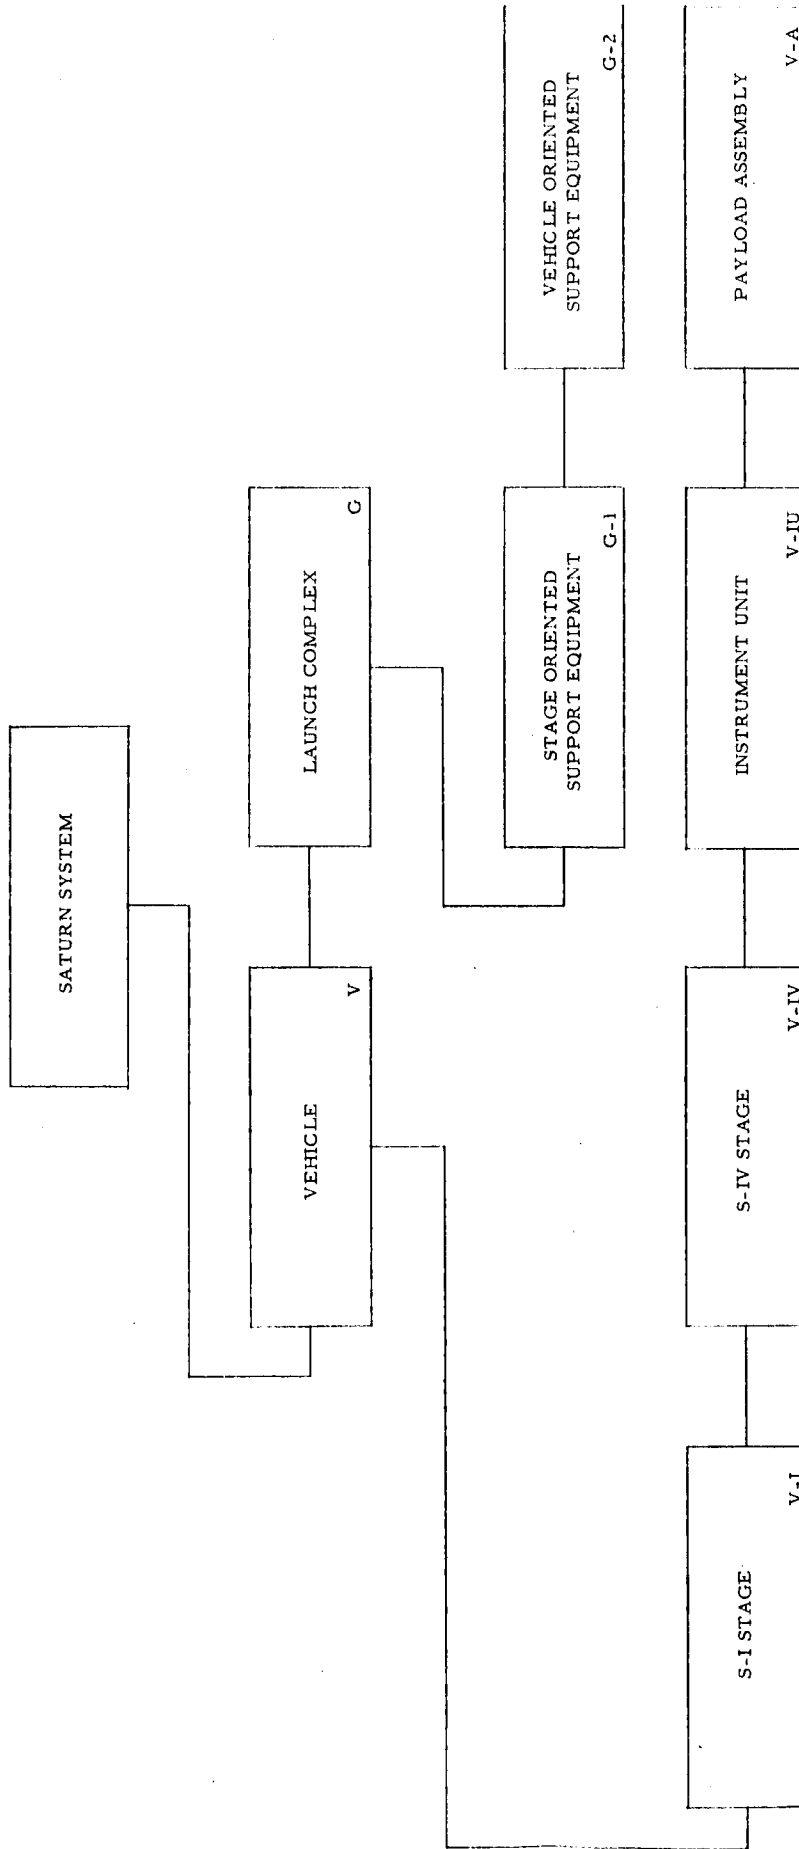 SATURN SYSTEM
VEHICLE
V
LAUNCH COMPLEX
G
STAGE ORIENTED
SUPPORT EQUIPMENT
G-1
VEHICLE ORIENTED
SUPPORT EQUIPMENT
G-2
S-I STAGE
V-I
S-IV STAGE
V-IV
INSTRUMENT UNIT
V-IU
PAYLOAD ASSEMBLY
V-A